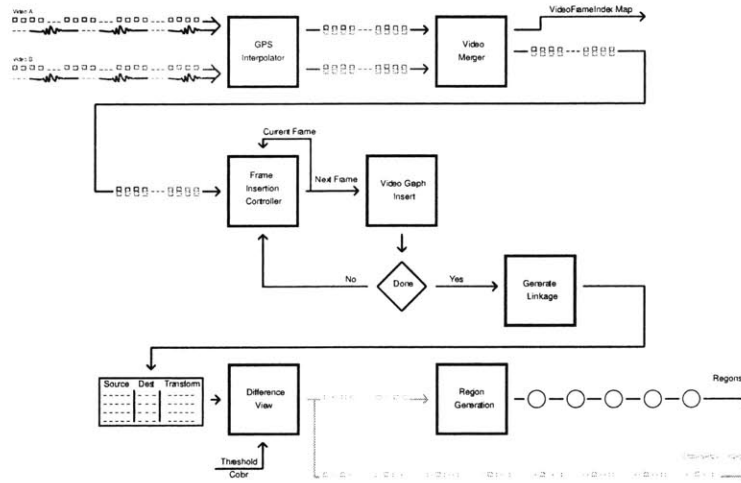 Video A
VideoFrameIndex Map
GPS
Interpolator
Video
Merger
Video B
Current Frame
Frame
Insertion
Controller
Next Frame
Video Gaph
Insert
No
Done
Yes
Generate
Linkage
Source Dest Transform
Difference
View
Region
Generation
Regions
Threshold
Color